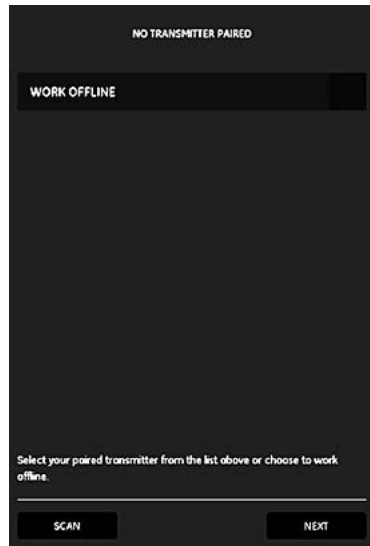 NO TRANSMITTER PAIRED
WORK OFFLINE
Select your paired transmitter from the list above or choose to work
offline.
SCAN
NEXT